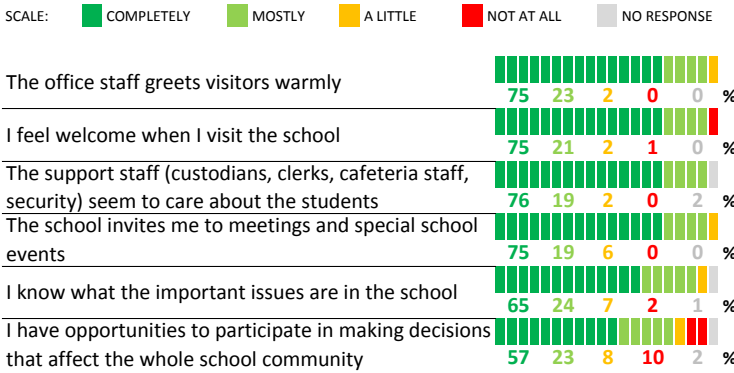 SCALE: COMPLETELY MOSTLY A LITTLE NOT AT ALL NO RESPONSE
The office staff greets visitors warmly
75 23 2 0 0 %
I feel welcome when I visit the school
75 21 2 1 0 %
The support staff (custodians, clerks, cafeteria staff,
security) seem to care about the students
76 19 2 0 2 %
The school invites me to meetings and special school
events
75 19 6 0 0 %
I know what the important issues are in the school
65 24 7 2 1 %
I have opportunities to participate in making decisions
that affect the whole school community
57 23 8 10 2 %